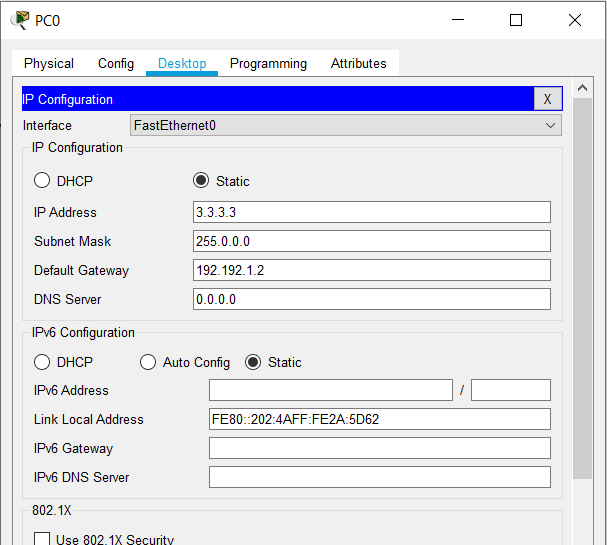 PC0
Physical Config Desktop Programming Attributes
IP Configuration X
Interface FastEthernet0
IP Configuration
DHCP Static
IP Address 3.3.3.3
Subnet Mask 255.0.0.0
Default Gateway 192.192.1.2
DNS Server 0.0.0.0
IPv6 Configuration
DHCP Auto Config Static
IPv6 Address /
Link Local Address FE80::202:4AFF:FE2A:5D62
IPv6 Gateway
IPv6 DNS Server
802.1X
Use 802.1X Security